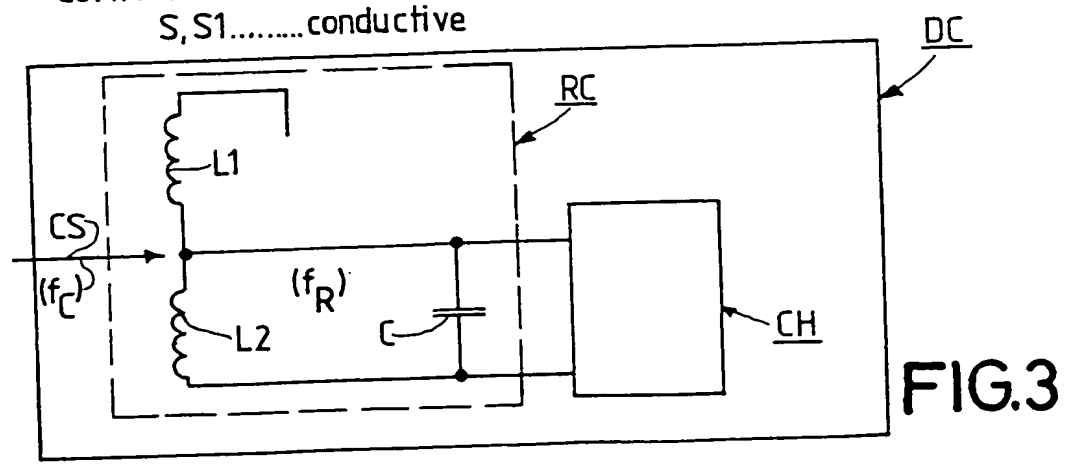 S, S1.........conductive
DC
RC
L1
CS
(fC)
(fR)
L2
C
CH
FIG.3